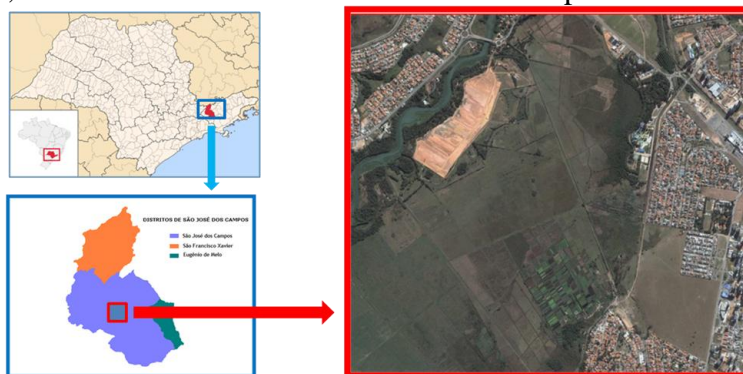 DISTRITOS DE SÃO JOSÉ DOS CAMPOS
São José dos Campos
São Francisco Xavier
Eugênio de Melo